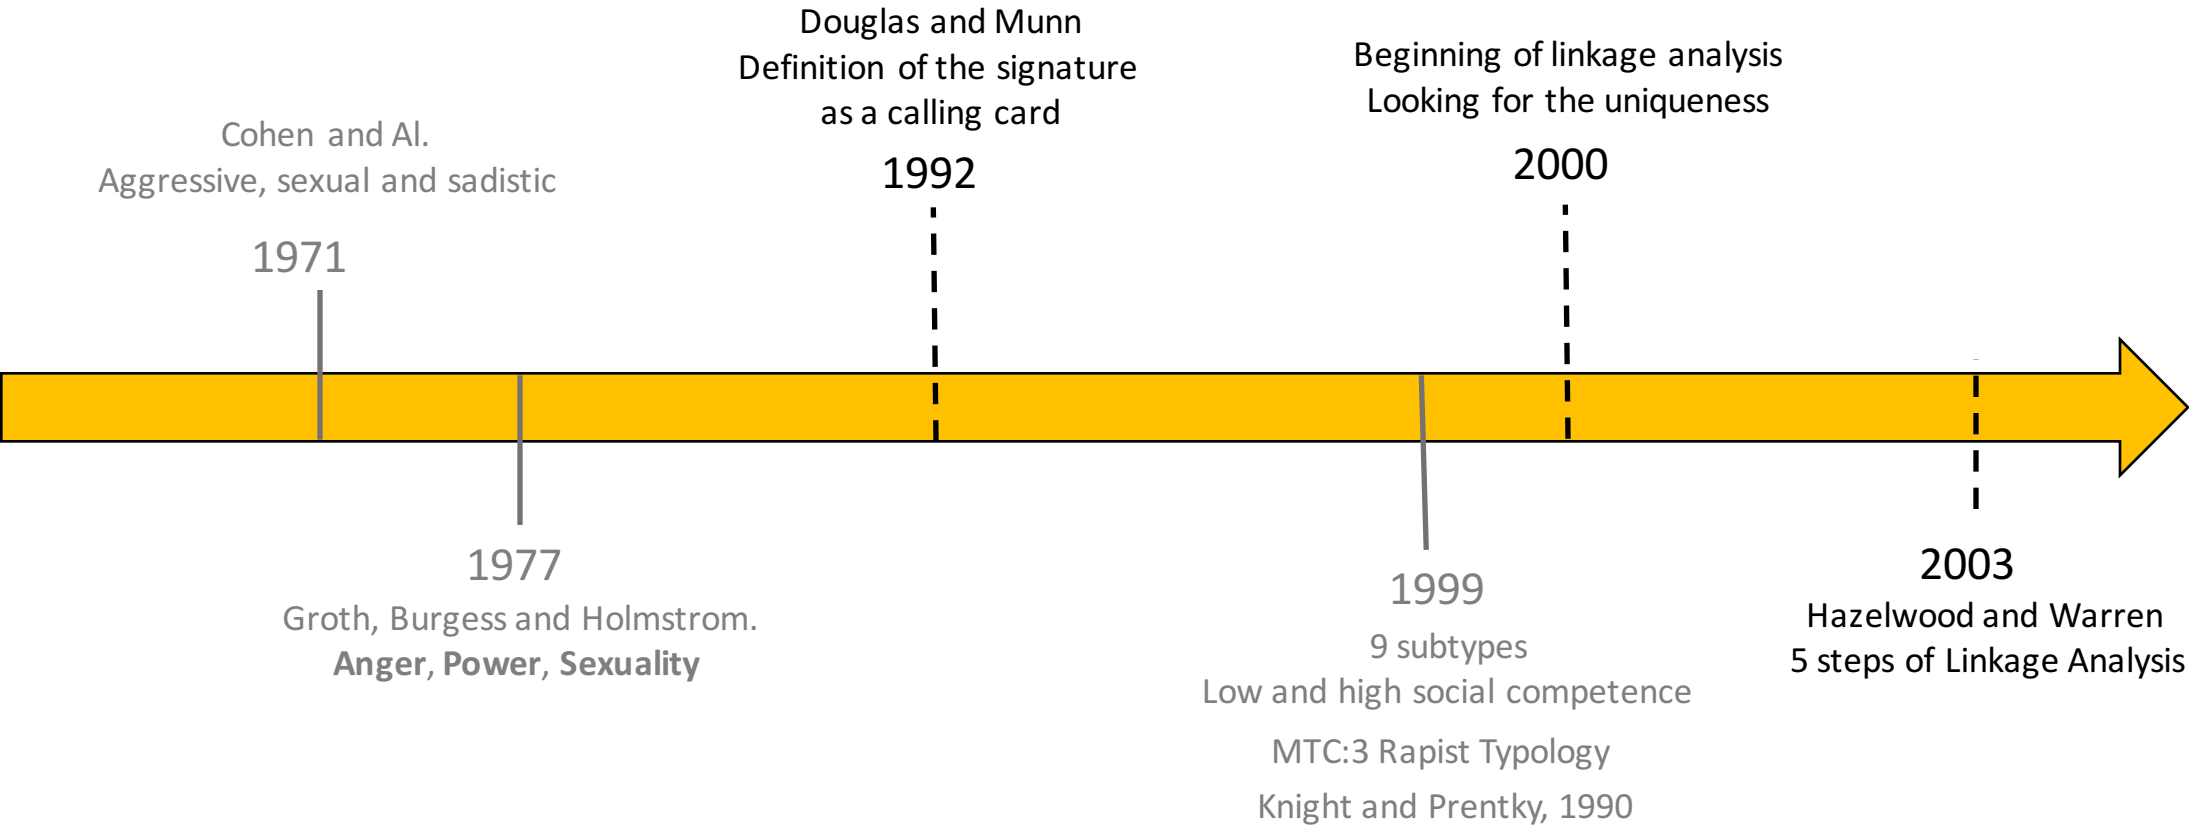 Douglas and Munn
Definition of the signature
as a calling card
1992
Beginning of linkage analysis
Looking for the uniqueness
2000
Cohen and Al.
Aggressive, sexual and sadistic
1971
1977
Groth, Burgess and Holmstrom.
Anger, Power, Sexuality
1999
9 subtypes
Low and high social competence
MTC:3 Rapist Typology
Knight and Prentky, 1990
2003
Hazelwood and Warren
5 steps of Linkage Analysis